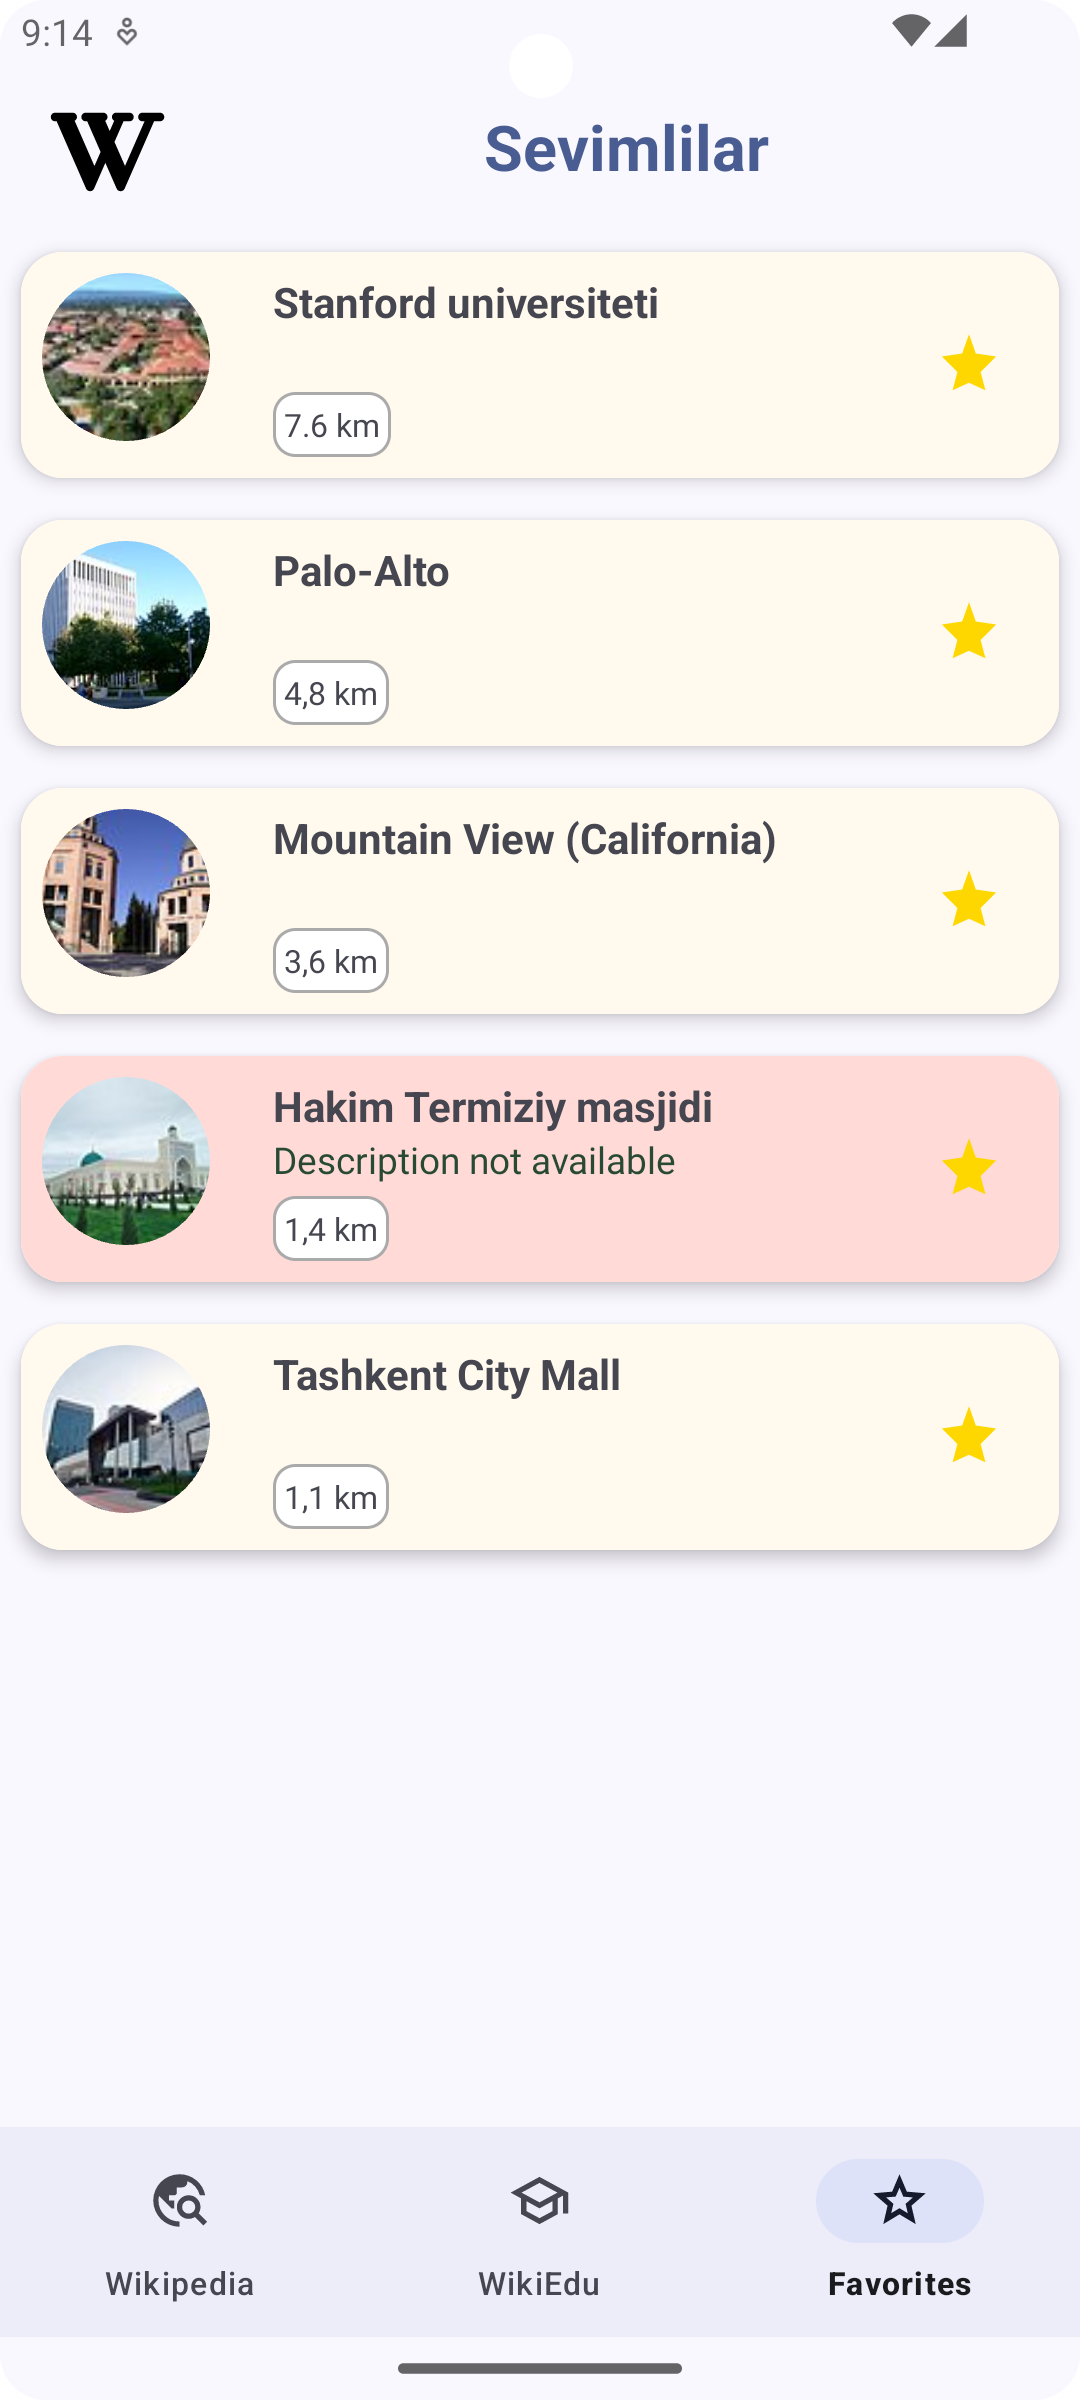 9:14
W
Sevimlilar
Stanford universiteti
7.6 km
Palo-Alto
4,8 km
Mountain View (California)
3,6 km
Hakim Termiziy masjidi
Description not available
1,4 km
Tashkent City Mall
1,1 km
Wikipedia
WikiEdu
Favorites